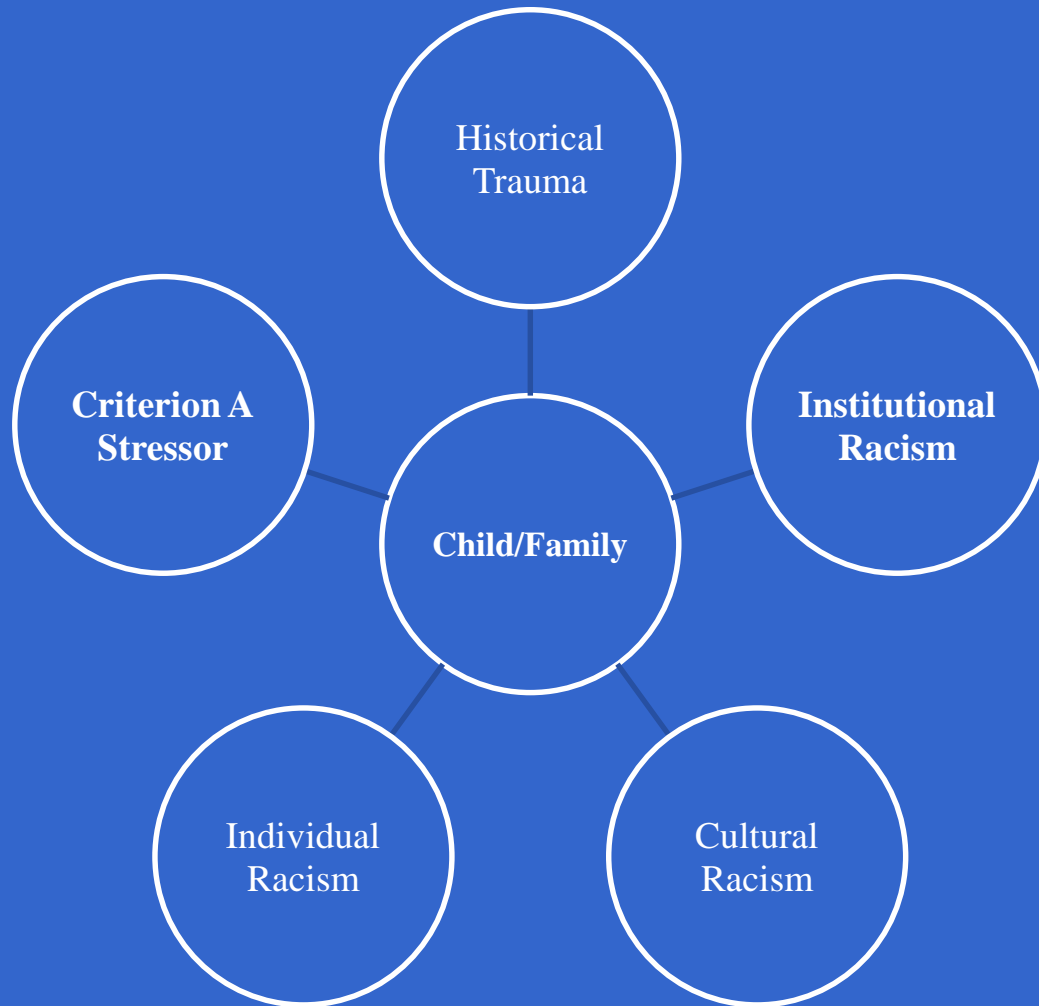 Historical
Trauma
Criterion A
Stressor
Institutional
Racism
Child/Family
Individual
Racism
Cultural
Racism